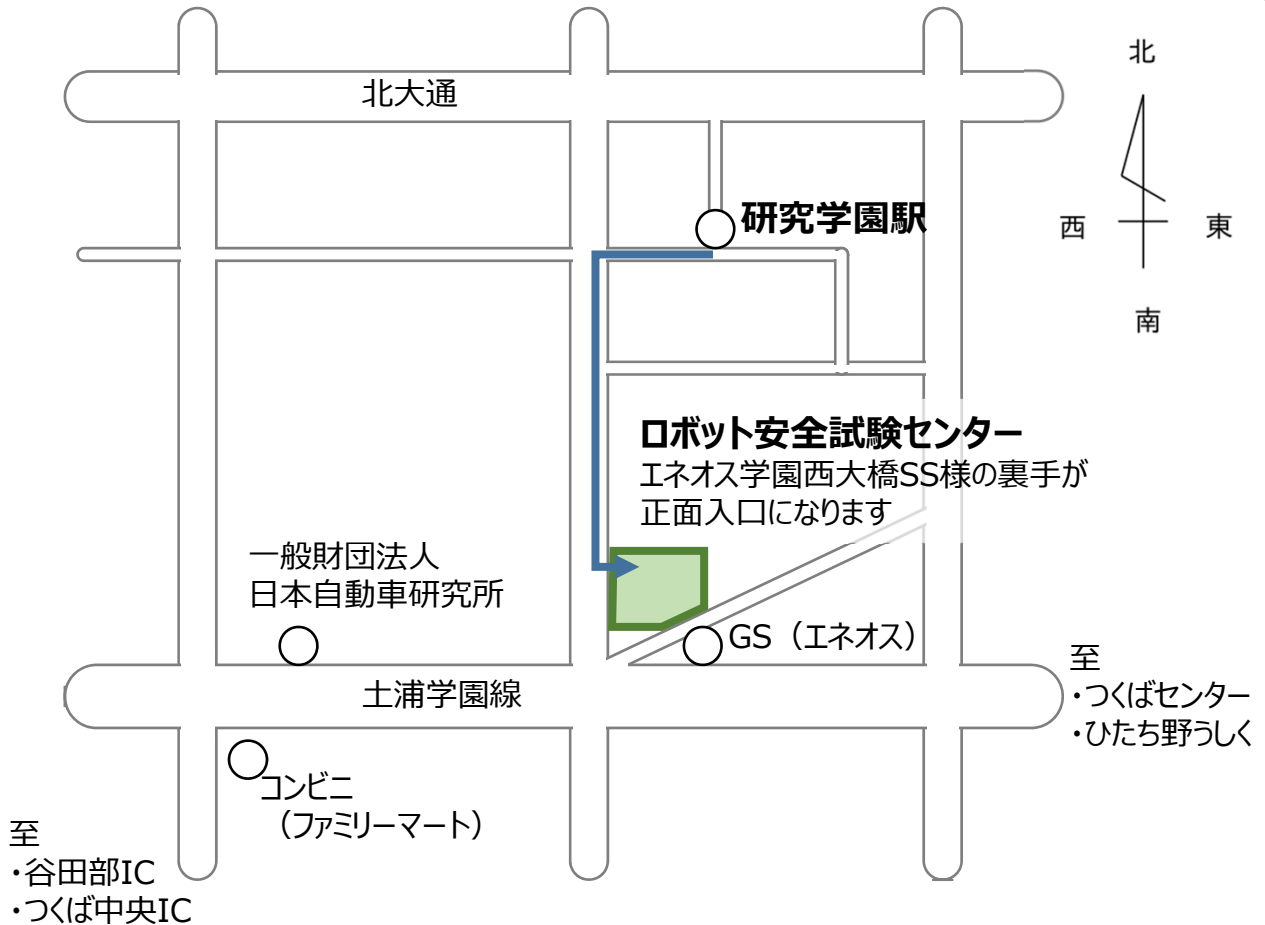 北大通
北
西
東
南
研究学園駅
ロボット安全試験センター
エネオス学園西大橋SS様の裏手が
正面入口になります
一般財団法人
日本自動車研究所
GS（エネオス）
土浦学園線
至
・つくばセンター
・ひたち野うしく
コンビニ
（ファミリーマート）
至
・谷田部IC
・つくば中央IC